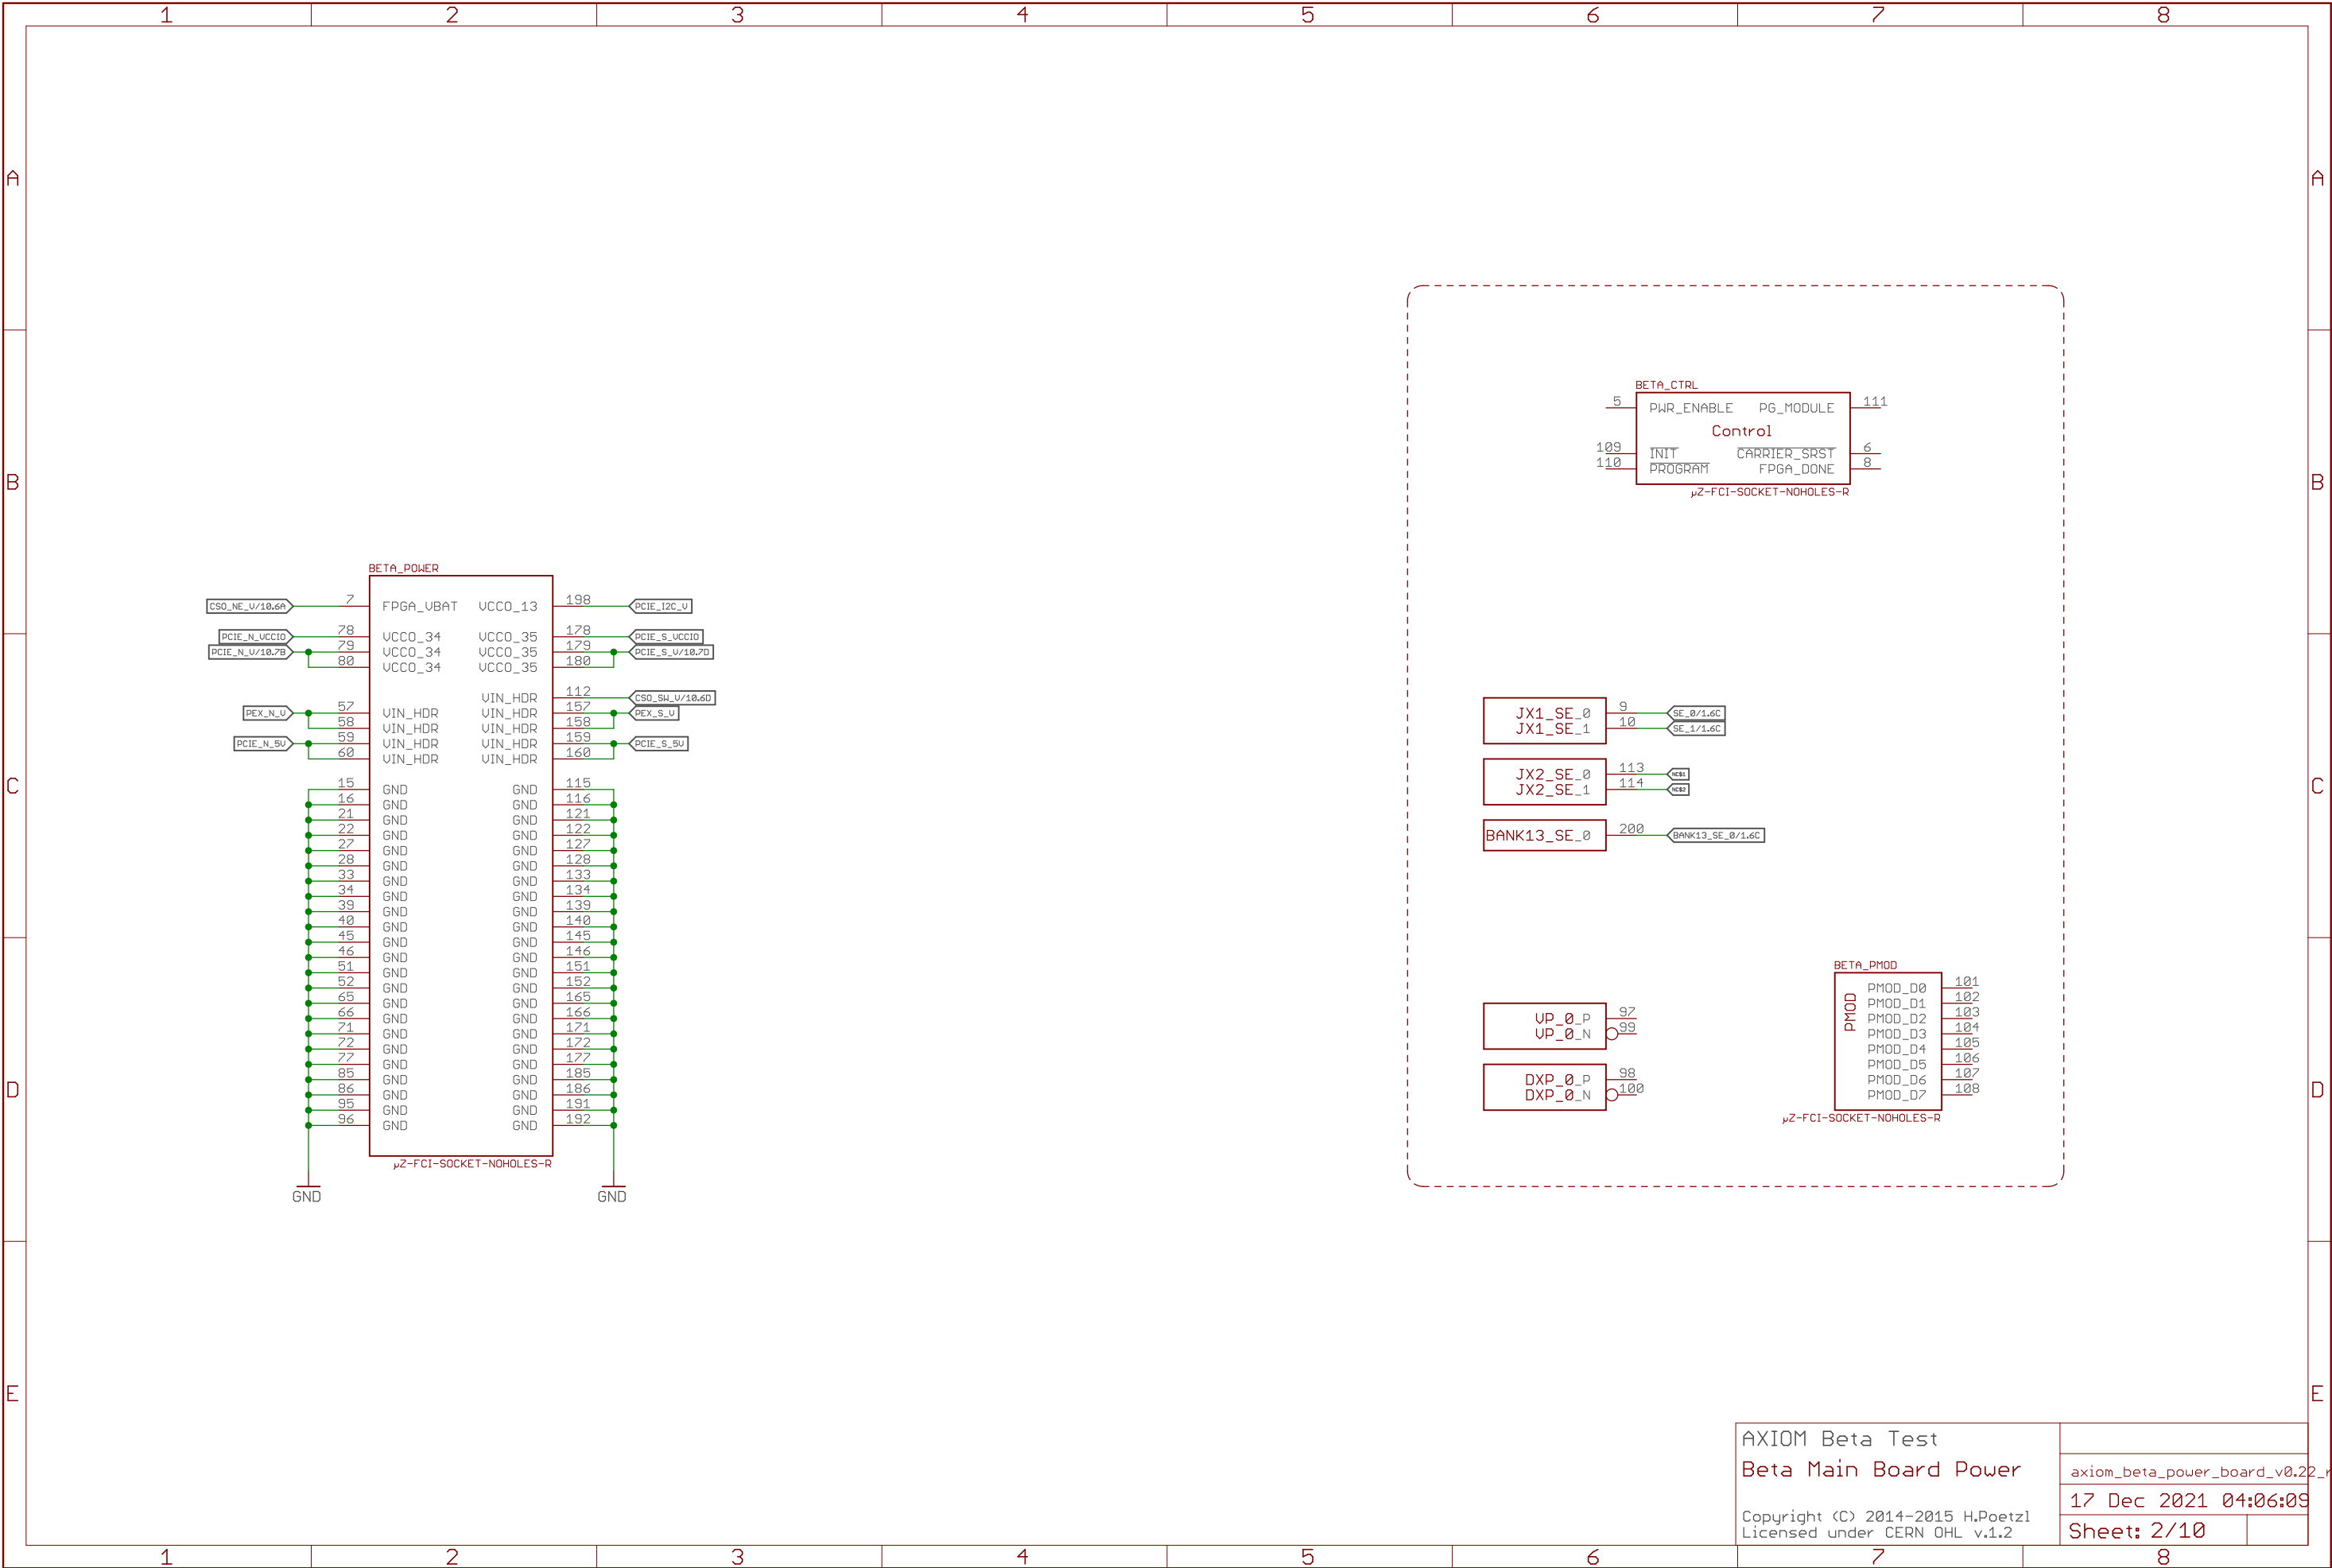 1 2 3 4 5 6 7 8
A A
B B
C C
D D
E E
BETA_POWER
CSO_NE_V/10.6A 7 FPGA_VBAT VCCO_13 198 PCIE_I2C_V
PCIE_N_VCCIO 78 VCCO_34 VCCO_35 178 PCIE_S_VCCIO
PCIE_N_V/10.7B 79 VCCO_34 VCCO_35 179 PCIE_S_V/10.7D
80 VCCO_34 VCCO_35 180
VIN_HDR 112 CSO_SW_V/10.6D
PEX_N_V 57 VIN_HDR VIN_HDR 157 PEX_S_V
58 VIN_HDR VIN_HDR 158
PCIE_N_5V 59 VIN_HDR VIN_HDR 159 PCIE_S_5V
60 VIN_HDR VIN_HDR 160
15 GND GND 115
16 GND GND 116
21 GND GND 121
22 GND GND 122
27 GND GND 127
28 GND GND 128
33 GND GND 133
34 GND GND 134
39 GND GND 139
40 GND GND 140
45 GND GND 145
46 GND GND 146
51 GND GND 151
52 GND GND 152
65 GND GND 165
66 GND GND 166
71 GND GND 171
72 GND GND 172
77 GND GND 177
85 GND GND 185
86 GND GND 186
95 GND GND 191
96 GND GND 192
µZ-FCI-SOCKET-NOHOLES-R
GND GND
BETA_CTRL
5 PWR_ENABLE PG_MODULE 111
Control
109 INIT CARRIER_SRST 6
110 PROGRAM FPGA_DONE 8
µZ-FCI-SOCKET-NOHOLES-R
JX1_SE_0 9 SE_0/1.6C
JX1_SE_1 10 SE_1/1.6C
JX2_SE_0 113 NC$1
JX2_SE_1 114 NC$2
BANK13_SE_0 200 BANK13_SE_0/1.6C
VP_0_P 97
VP_0_N 99
DXP_0_P 98
DXP_0_N 100
BETA_PMOD
PMOD
PMOD_D0 101
PMOD_D1 102
PMOD_D2 103
PMOD_D3 104
PMOD_D4 105
PMOD_D5 106
PMOD_D6 107
PMOD_D7 108
µZ-FCI-SOCKET-NOHOLES-R
AXIOM Beta Test
Beta Main Board Power
Copyright (C) 2014-2015 H.Poetzl
Licensed under CERN OHL v.1.2
axiom_beta_power_board_v0.22_r
17 Dec 2021 04:06:09
Sheet: 2/10
1 2 3 4 5 6 7 8